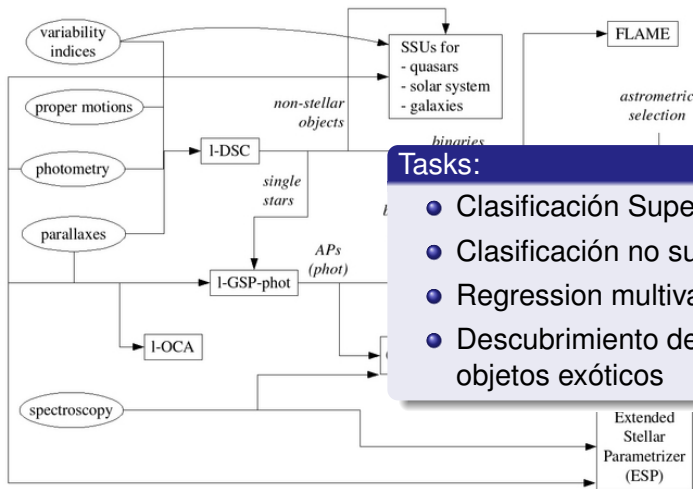 variability
indices
SSUs for
- quasars
- solar system
- galaxies
FLAME
proper motions
non-stellar
objects
astrometric
selection
binaries
photometry
l-DSC
single
stars
parallaxes
APs
(phot)
l-GSP-phot
l-OCA
spectroscopy
Tasks:
Clasificación Supe
Clasificación no su
Regression multiva
Descubrimiento de
objetos exóticos
Extended
Stellar
Parametrizer
(ESP)